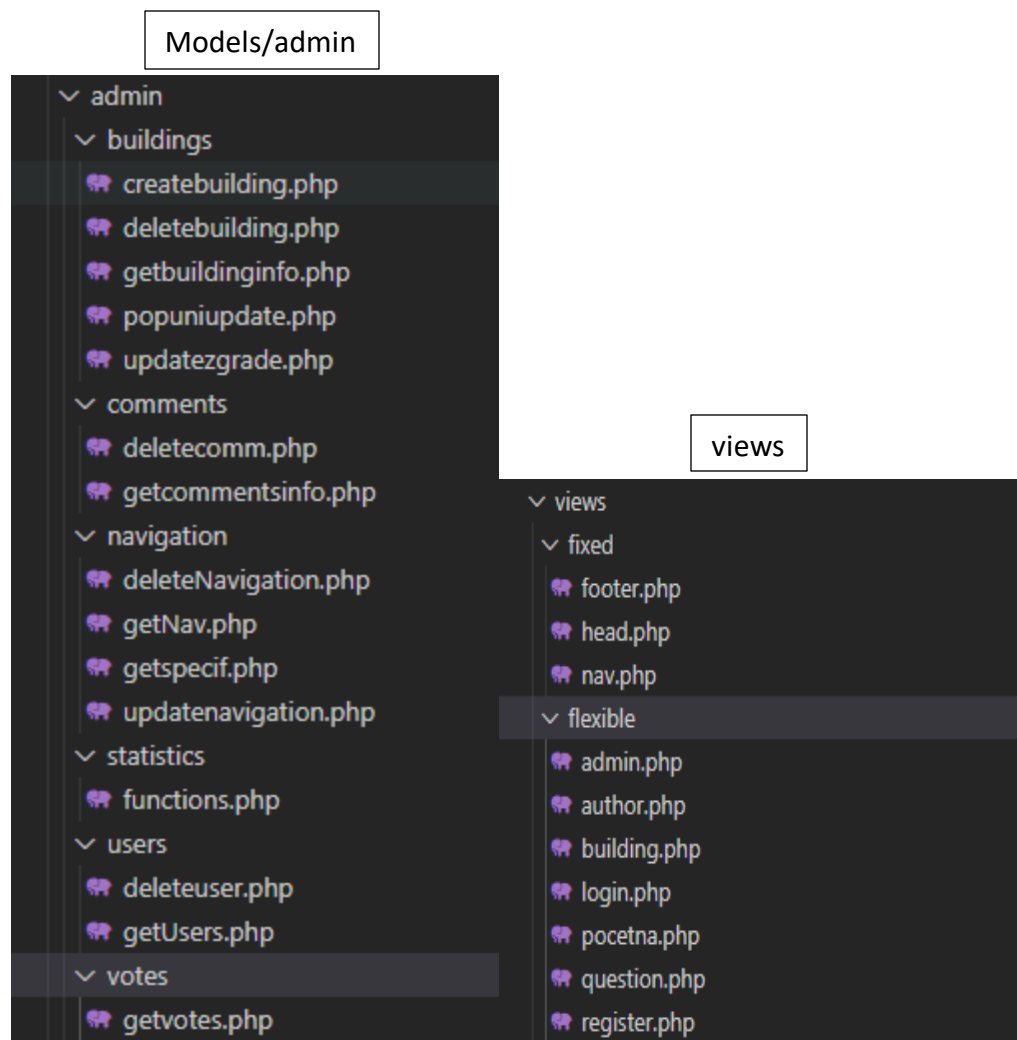 Models/admin
admin
buildings
createbuilding.php
deletebuilding.php
getbuildinginfo.php
popuniupdate.php
updatezgrade.php
comments
deletecomm.php
getcommentsinfo.php
navigation
deleteNavigation.php
getNav.php
getspecif.php
updatenavigation.php
statistics
functions.php
users
deleteuser.php
getUsers.php
votes
getvotes.php
views
views
fixed
footer.php
head.php
nav.php
flexible
admin.php
author.php
building.php
login.php
pocetna.php
question.php
register.php